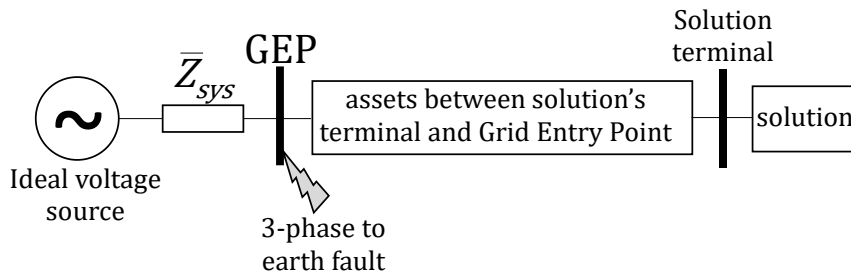 Solution
terminal
GEP
Z̅sys
assets between solution's
terminal and Grid Entry Point
solution
Ideal voltage
source
3-phase to
earth fault